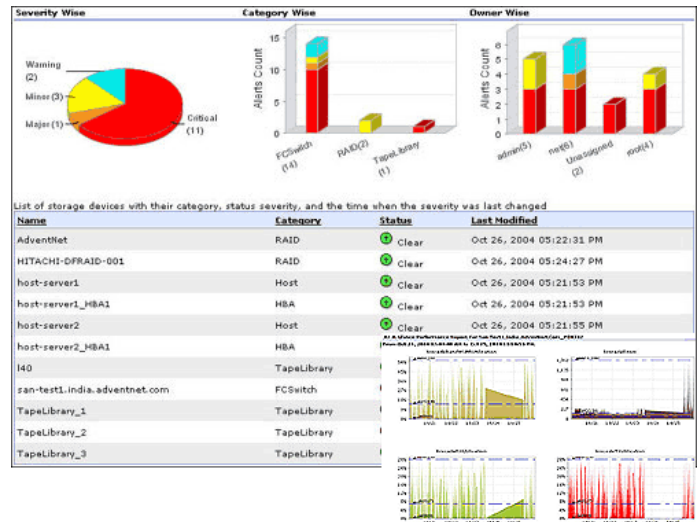 Severity Wise
Category Wise
Owner Wise
Warning
(2)
Minor(3)
Major(1)
Critical
(11)
Alerts Count
15
10
5
0
FCSwitch
(14)
RAID(2)
TapeLibrary
(1)
Alerts Count
6
5
4
3
2
1
0
admin(5)
net(6)
Unassigned
(2)
root(4)
List of storage devices with their category, status severity, and the time when the severity was last changed
Name Category Status Last Modified
AdventNet RAID Clear Oct 26, 2004 05:22:31 PM
HITACHI-DFRAID-001 RAID Clear Oct 26, 2004 05:24:27 PM
host-server1 Host Clear Oct 26, 2004 05:21:53 PM
host-server1_HBA1 HBA Clear Oct 26, 2004 05:21:53 PM
host-server2 Host Clear Oct 26, 2004 05:21:55 PM
host-server2_HBA1 HBA
l40 TapeLibrary
san-test1.india.adventnet.com FCSwitch
TapeLibrary_1 TapeLibrary
TapeLibrary_2 TapeLibrary
TapeLibrary_3 TapeLibrary